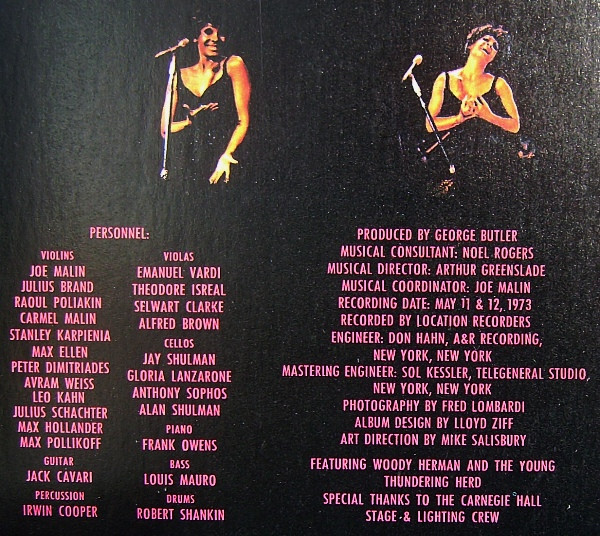 PERSONNEL:
VIOLINS
JOE MALIN
JULIUS BRAND
RAOUL POLIAKIN
CARMEL MALIN
STANLEY KARPIENIA
MAX ELLEN
PETER DIMITRIADES
AVRAM WEISS
LEO KAHN
JULIUS SCHACHTER
MAX HOLLANDER
MAX POLLIKOFF
GUITAR
JACK CAVARI
PERCUSSION
IRWIN COOPER
VIOLAS
EMANUEL VARDI
THEODORE ISREAL
SELWART CLARKE
ALFRED BROWN
CELLOS
JAY SHULMAN
GLORIA LANZARONE
ANTHONY SOPHOS
ALAN SHULMAN
PIANO
FRANK OWENS
BASS
LOUIS MAURO
DRUMS
ROBERT SHANKIN
PRODUCED BY GEORGE BUTLER
MUSICAL CONSULTANT: NOEL ROGERS
MUSICAL DIRECTOR: ARTHUR GREENSLADE
MUSICAL COORDINATOR: JOE MALIN
RECORDING DATE: MAY 11 & 12, 1973
RECORDED BY LOCATION RECORDERS
ENGINEER: DON HAHN, A&R RECORDING,
NEW YORK, NEW YORK
MASTERING ENGINEER: SOL KESSLER, TELEGENERAL STUDIO,
NEW YORK, NEW YORK
PHOTOGRAPHY BY FRED LOMBARDI
ALBUM DESIGN BY LLOYD ZIFF
ART DIRECTION BY MIKE SALISBURY
FEATURING WOODY HERMAN AND THE YOUNG
THUNDERING HERD
SPECIAL THANKS TO THE CARNEGIE HALL
STAGE & LIGHTING CREW